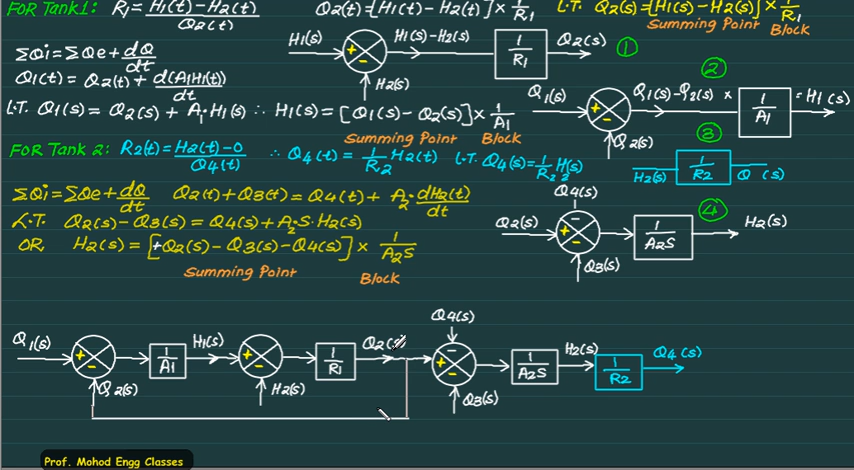 FOR TANK1: R1 = H1(t) - H2(t) / Q2(t)
Q2(t) = [H1(t) - H2(t)] × 1/R1
L.T. Q2(s) = [H1(s) - H2(s)] × 1/R1
Summing Point Block
H1(s) H1(s)-H2(s) 1/R1 Q2(s) 1
+ - H2(s)
ΣQi = ΣQe + dQ/dt
Q1(t) = Q2(t) + d(A1H1(t))/dt
2
L.T. Q1(s) = Q2(s) + A1·H1(s) ∴ H1(s) = [Q1(s) - Q2(s)] × 1/A1
Summing Point Block
Q1(s) + - Q1(s)-Q2(s) × 1/A1 = H1(s)
Q2(s)
FOR TANK 2: R2(t) = H2(t) - 0 / Q4(t) ∴ Q4(t) = 1/R2 H2(t) L.T. Q4(s) = 1/R2 H2(s)
3
H2(s) 1/R2 Q (s)
ΣQi = ΣQe + dQ/dt Q2(t) + Q3(t) = Q4(t) + A2·dH2(t)/dt
L.T. Q2(s) - Q3(s) = Q4(s) + A2·S·H2(s)
OR, H2(s) = [+Q2(s) - Q3(s) - Q4(s)] × 1/A2S
Summing Point Block
Q4(s) 4
Q2(s) + - - 1/A2S H2(s)
Q3(s)
Q4(s)
Q1(s) + - 1/A1 H1(s) + - 1/R1 Q2( + - - 1/A2S H2(s) 1/R2 Q4(s)
Q2(s) H2(s) Q3(s)
Prof. Mohod Engg Classes